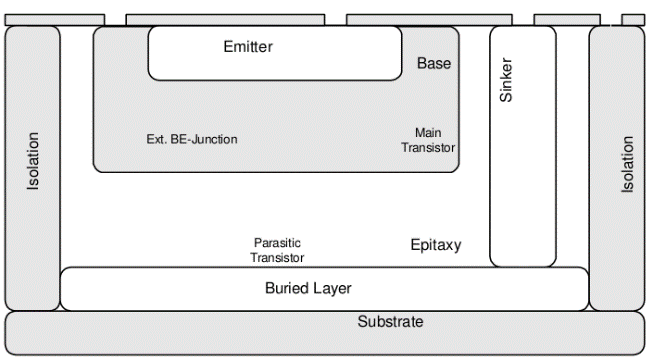 Emitter
Base
Sinker
Isolation
Ext. BE-Junction
Main
Transistor
Isolation
Parasitic
Transistor
Epitaxy
Buried Layer
Substrate